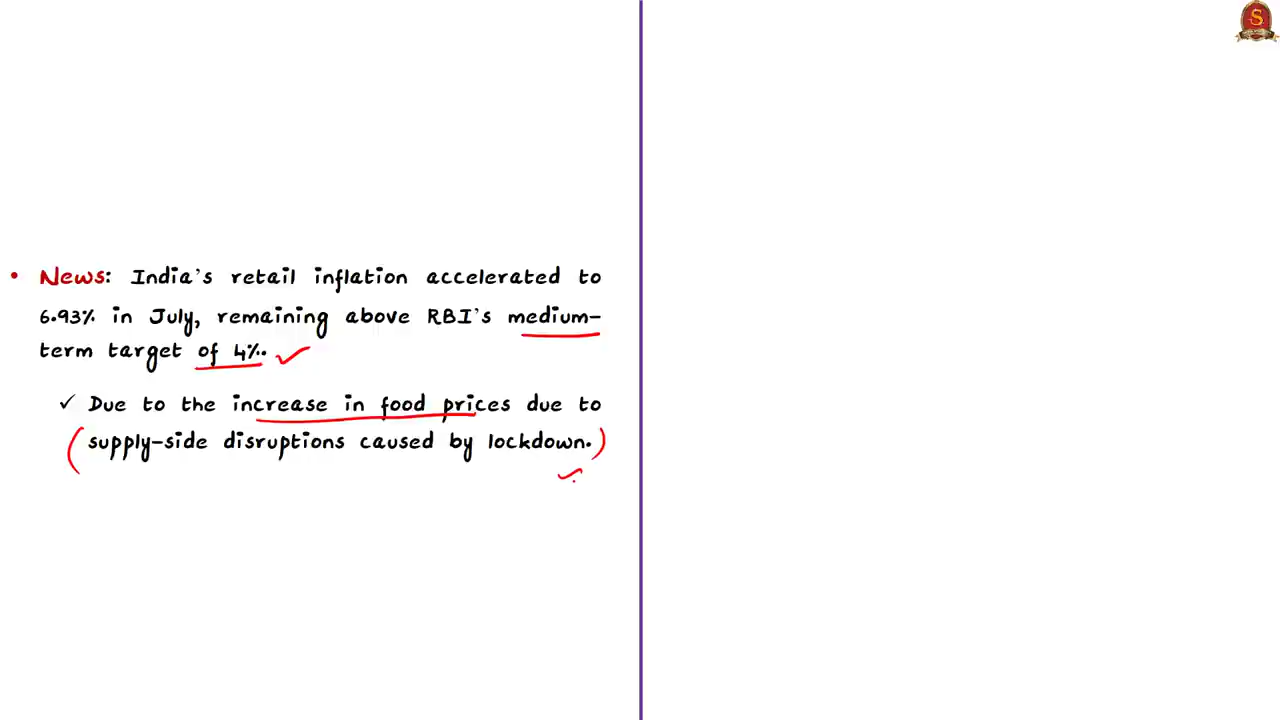 • News: India's retail inflation accelerated to
6.93% in July, remaining above RBI's medium-
term target of 4%.
✓ Due to the increase in food prices due to
supply-side disruptions caused by lockdown.
S